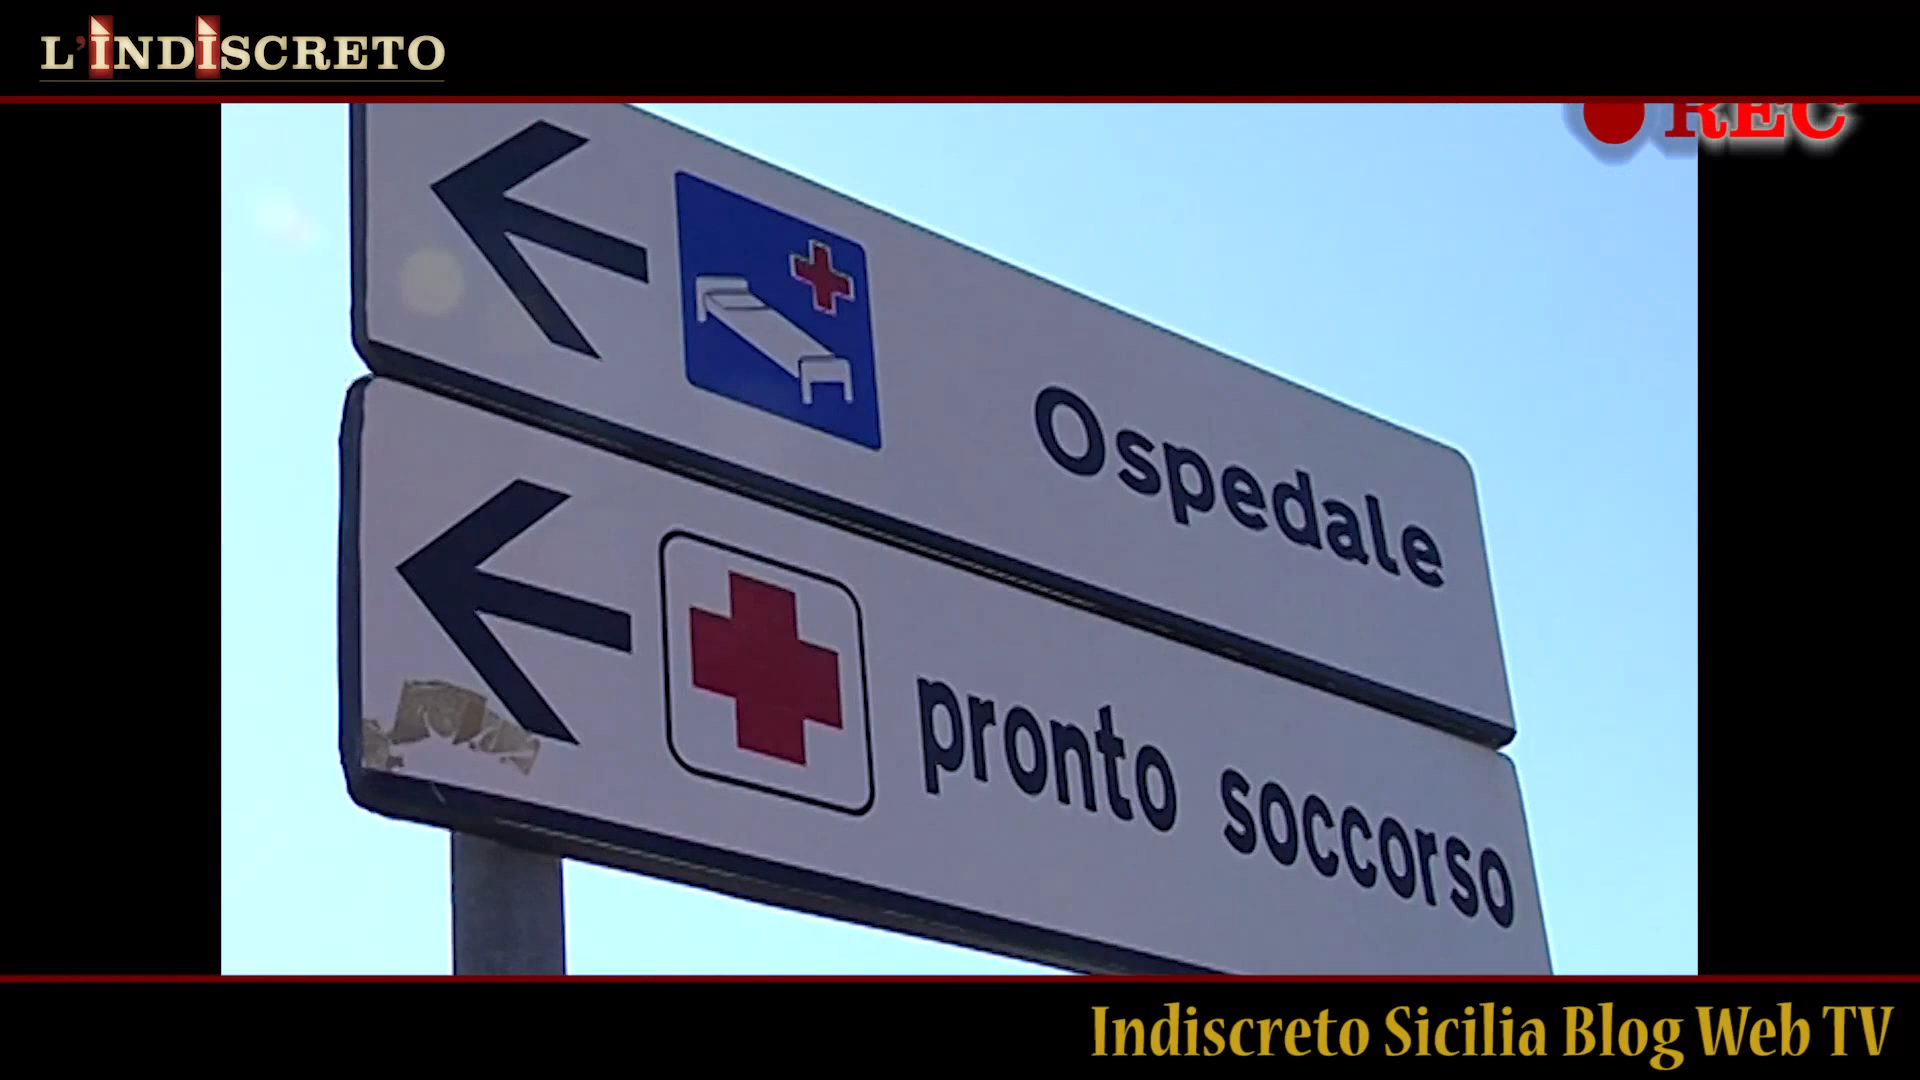 L'INDISCRETO
REC
Ospedale
pronto soccorso
Indiscreto Sicilia Blog Web TV